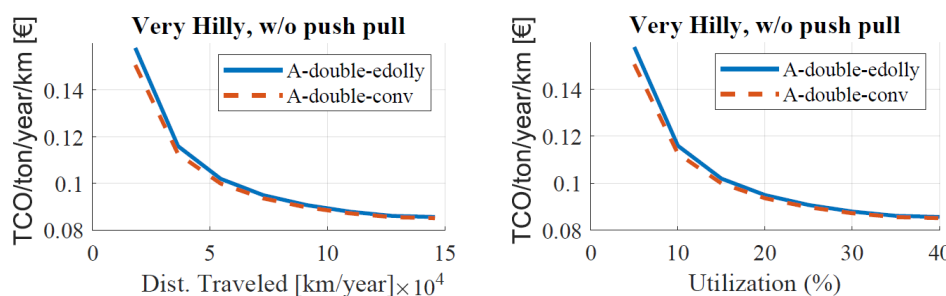 Very Hilly, w/o push pull
TCO/ton/year/km [€]
0.14
0.12
0.1
0.08
A-double-edolly
A-double-conv
0
5
10
15
Dist. Traveled [km/year]×10⁴
Very Hilly, w/o push pull
TCO/ton/year/km [€]
0.14
0.12
0.1
0.08
A-double-edolly
A-double-conv
0
10
20
30
40
Utilization (%)